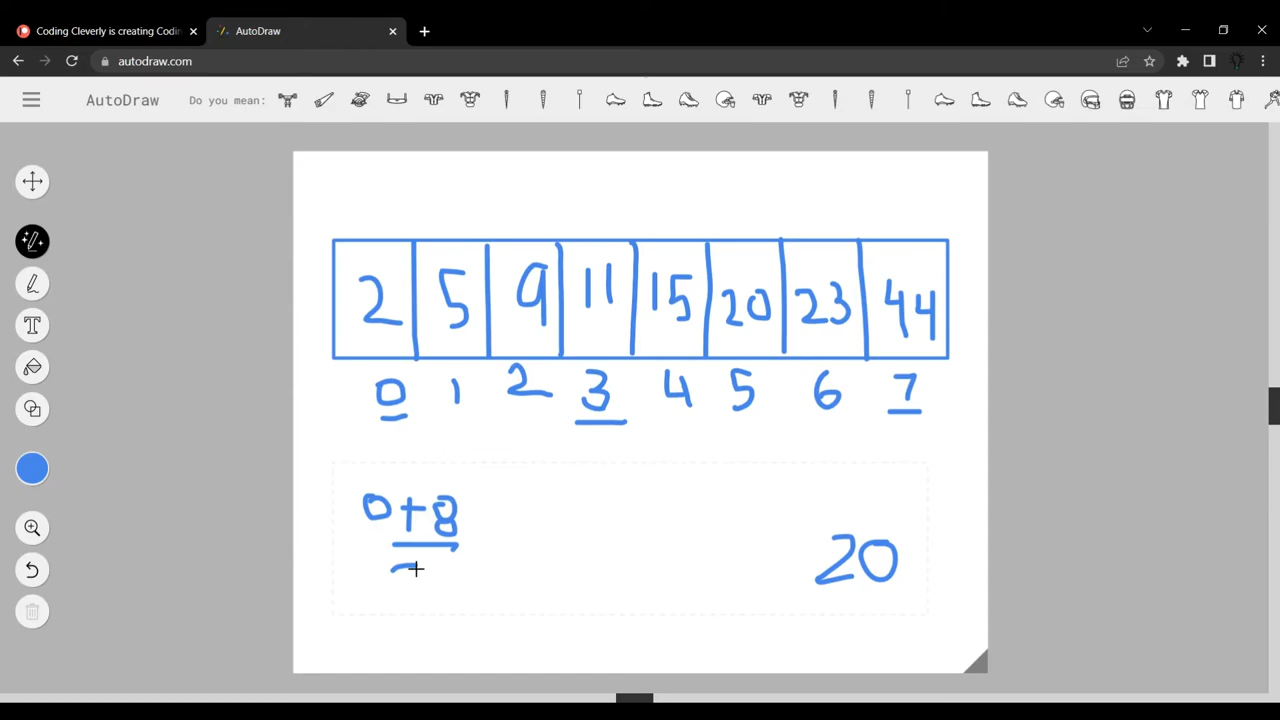 Coding Cleverly is creating Codin
AutoDraw
autodraw.com
AutoDraw
Do you mean:
2 5 9 11 15 20 23 44
0 1 2 3 4 5 6 7
0+8
20